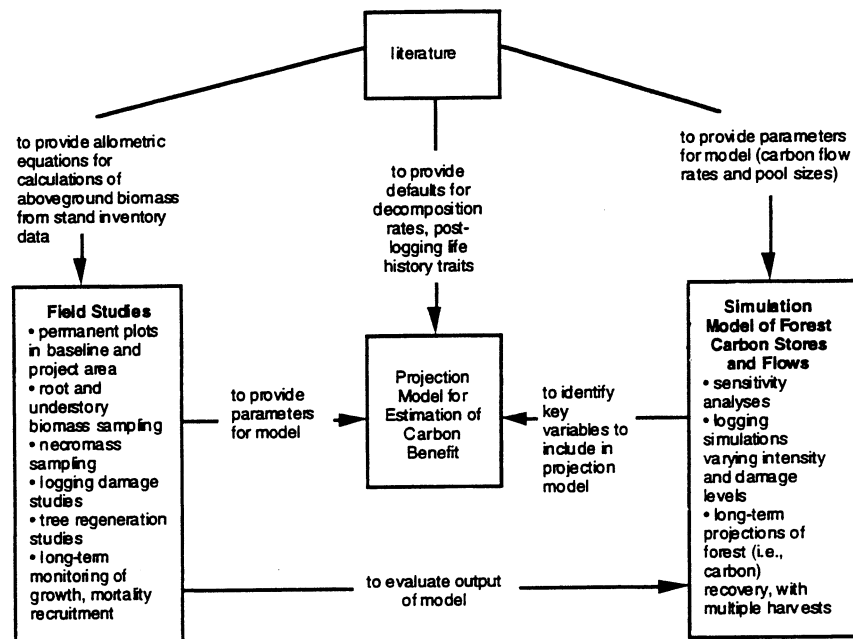 literature
to provide allometric
equations for
calculations of
aboveground biomass
from stand inventory
data
to provide
defaults for
decomposition
rates, post-
logging life
history traits
to provide parameters
for model (carbon flow
rates and pool sizes)
Field Studies
• permanent plots
in baseline and
project area
• root and
understory
biomass sampling
• necromass
sampling
• logging damage
studies
• tree regeneration
studies
• long-term
monitoring of
growth, mortality
recruitment
to provide
parameters
for model
Projection
Model for
Estimation of
Carbon
Benefit
to identify
key
variables to
include in
projection
model
Simulation
Model of Forest
Carbon Stores
and Flows
• sensitivity
analyses
• logging
simulations
varying intensity
and damage
levels
• long-term
projections of
forest (i.e.,
carbon)
recovery, with
multiple harvests
to evaluate output
of model